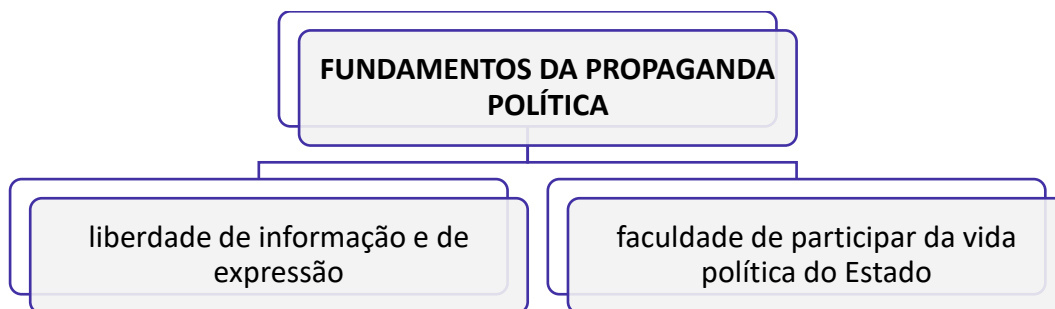 FUNDAMENTOS DA PROPAGANDA
POLÍTICA
liberdade de informação e de
expressão
faculdade de participar da vida
política do Estado